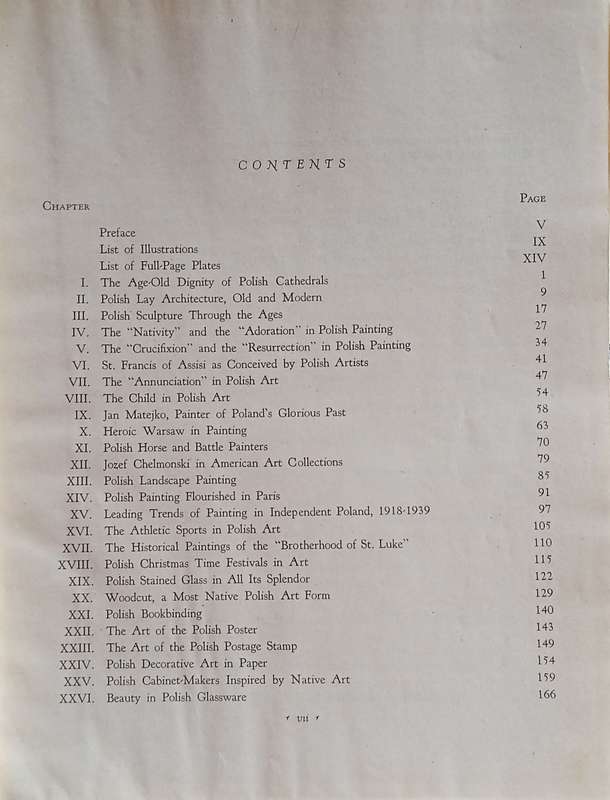 CONTENTS
CHAPTER PAGE
Preface V
List of Illustrations IX
List of Full-Page Plates XIV
I. The Age-Old Dignity of Polish Cathedrals 1
II. Polish Lay Architecture, Old and Modern 9
III. Polish Sculpture Through the Ages 17
IV. The "Nativity" and the "Adoration" in Polish Painting 27
V. The "Crucifixion" and the "Resurrection" in Polish Painting 34
VI. St. Francis of Assisi as Conceived by Polish Artists 41
VII. The "Annunciation" in Polish Art 47
VIII. The Child in Polish Art 54
IX. Jan Matejko, Painter of Poland's Glorious Past 58
X. Heroic Warsaw in Painting 63
XI. Polish Horse and Battle Painters 70
XII. Jozef Chelmonski in American Art Collections 79
XIII. Polish Landscape Painting 85
XIV. Polish Painting Flourished in Paris 91
XV. Leading Trends of Painting in Independent Poland, 1918-1939 97
XVI. The Athletic Sports in Polish Art 105
XVII. The Historical Paintings of the "Brotherhood of St. Luke" 110
XVIII. Polish Christmas Time Festivals in Art 115
XIX. Polish Stained Glass in All Its Splendor 122
XX. Woodcut, a Most Native Polish Art Form 129
XXI. Polish Bookbinding 140
XXII. The Art of the Polish Poster 143
XXIII. The Art of the Polish Postage Stamp 149
XXIV. Polish Decorative Art in Paper 154
XXV. Polish Cabinet-Makers Inspired by Native Art 159
XXVI. Beauty in Polish Glassware 166
VII